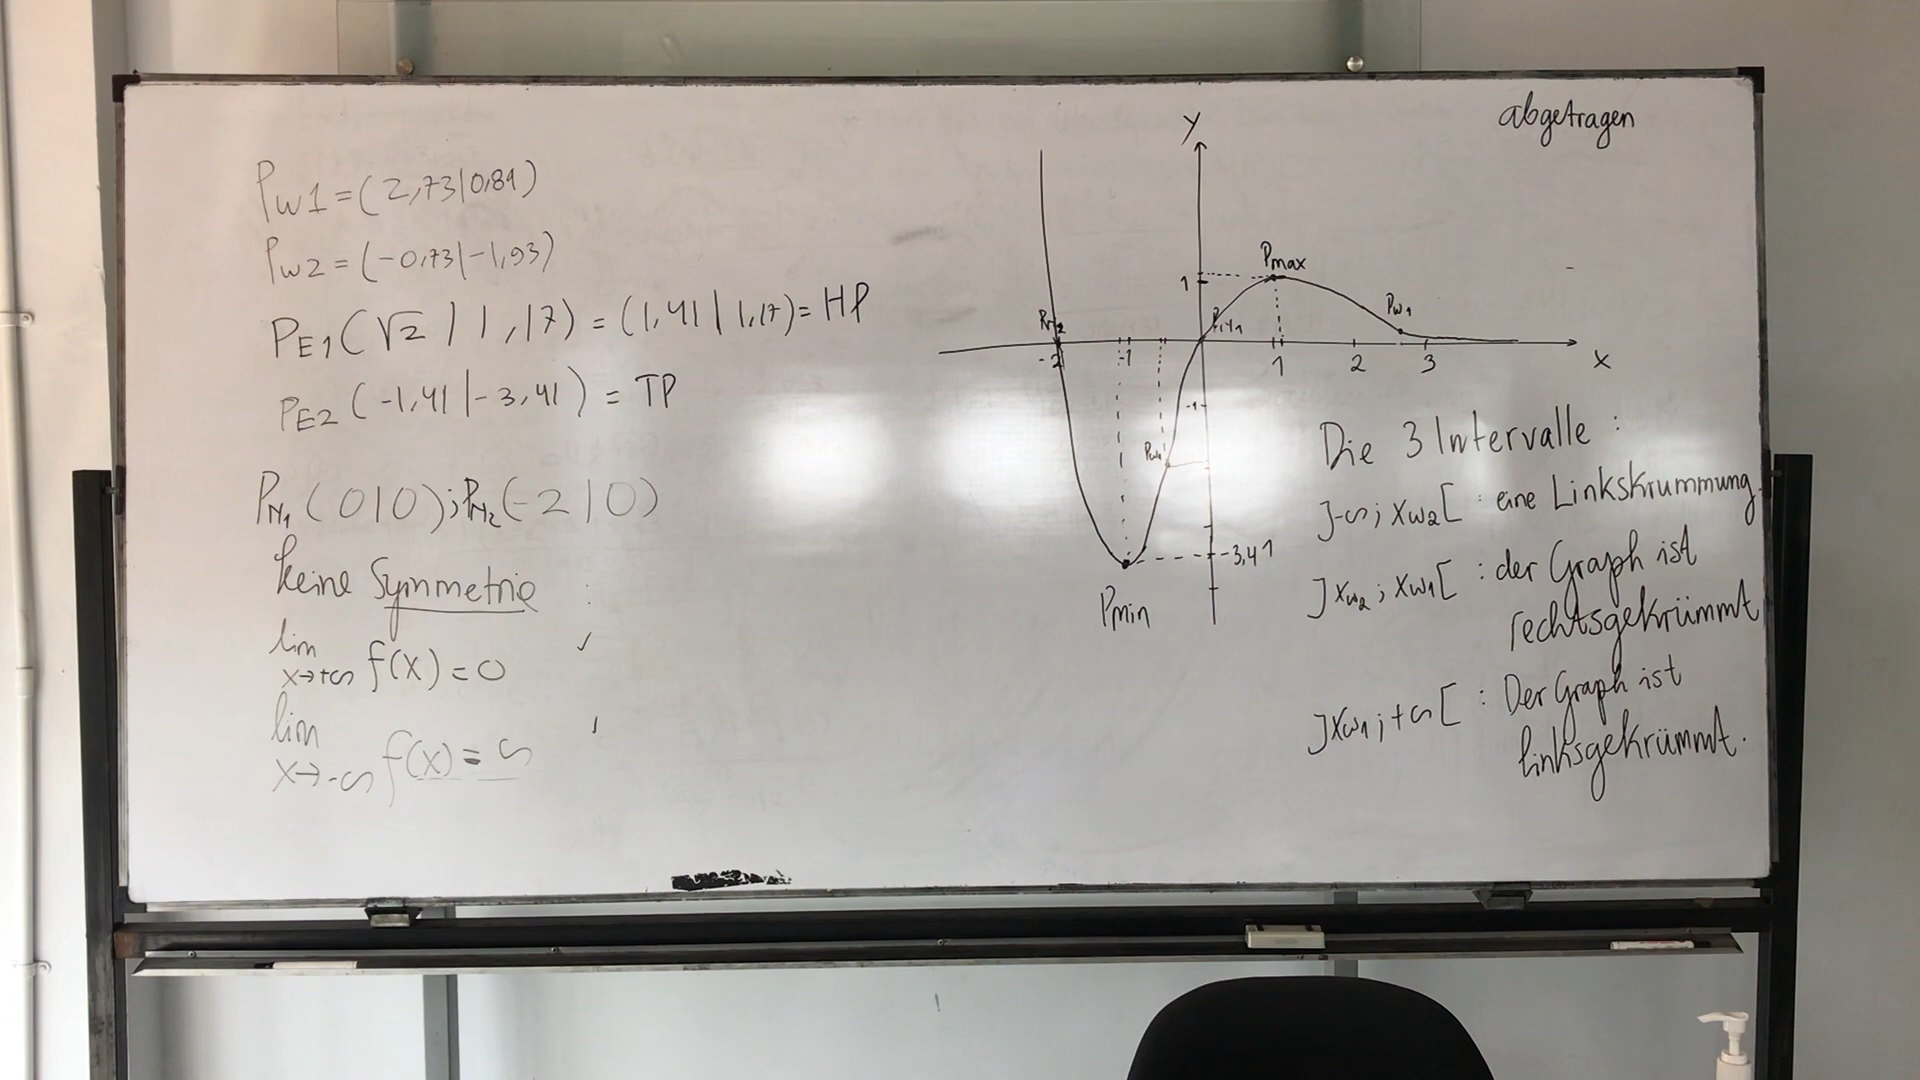 Pw1 = (2,73|0,81)
Pw2 = (-0,73|-1,93)
PE1(√2 | 1,17) = (1,41 | 1,17) = HP
PE2 (-1,41 | -3,41) = TP
PN1 (0|0); PN2 (-2|0)
keine Symmetrie :
lim
x→+∞ f(x) = 0
lim
x→-∞ f(x) = ∞
abgetragen
y
Pmax
1
Pw1
PN2
-2
-1
1
2
3
x
-1
-3,41
Pmin
Die 3 Intervalle :
]-∞; xw2[ : eine Linkskrummung
]xw2; xw1[ : der Graph ist
rechtsgekrümmt
]xw1; +∞[ : Der Graph ist
linksgekrümmt.